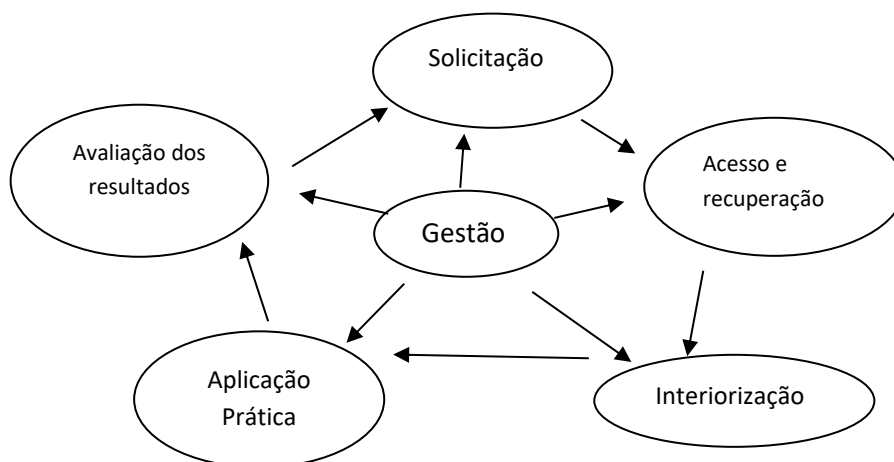 Solicitação
Avaliação dos
resultados
Acesso e
recuperação
Gestão
Aplicação
Prática
Interiorização